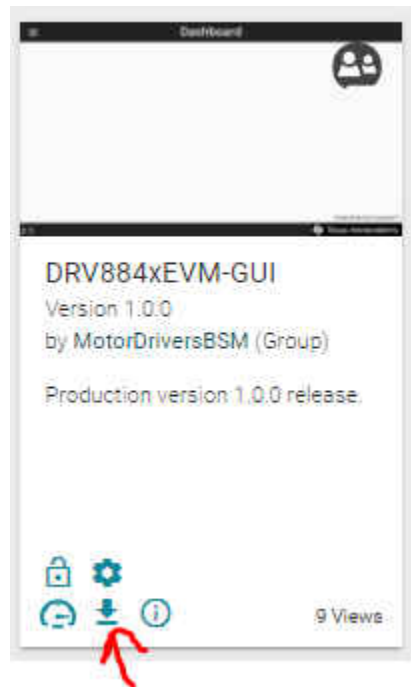 Dashboard
DRV884xEVM-GUI
Version 1.0.0
by MotorDriversBSM (Group)
Production version 1.0.0 release.
9 Views